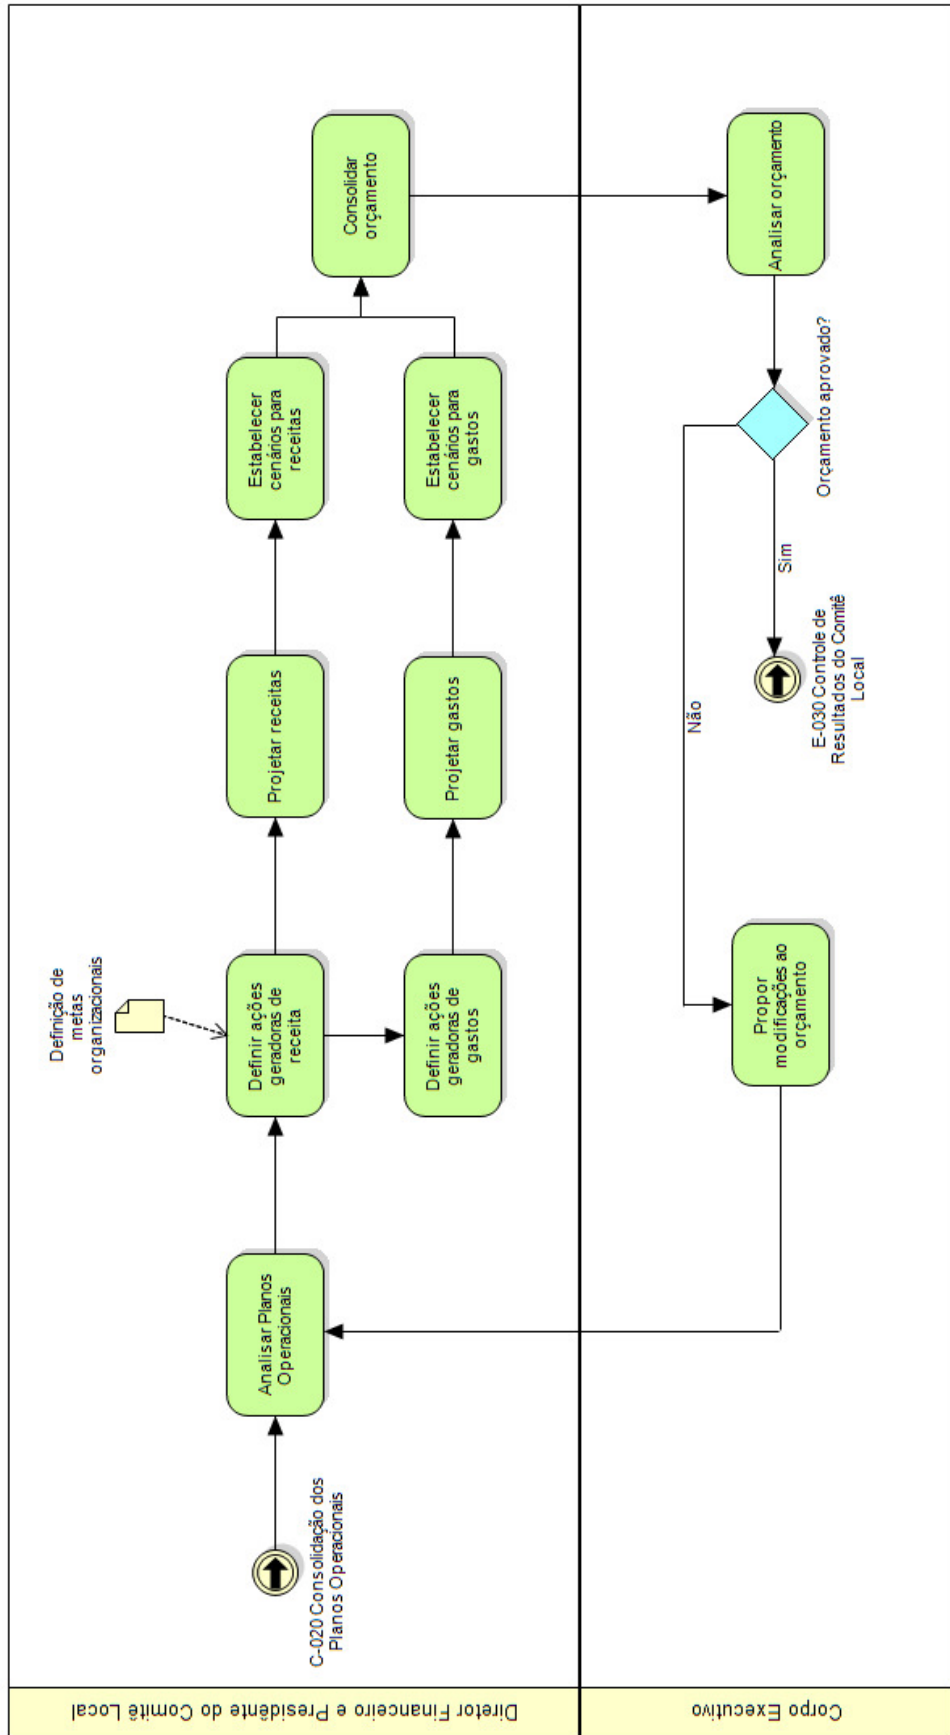 Diretor Financeiro e Presidente do Comitê Local
C-020 Consolidação dos
Planos Operacionais
Analisar Planos
Operacionais
Definição de
metas
organizacionais
Definir ações
geradoras de
receita
Definir ações
geradoras de
gastos
Projetar receitas
Projetar gastos
Estabelecer
cenários para
receitas
Estabelecer
cenários para
gastos
Consolidar
orçamento
Corpo Executivo
Propor
modificações ao
orçamento
Não
E-030 Controle de
Resultados do Comitê
Local
Sim
Orçamento aprovado?
Analisar orçamento